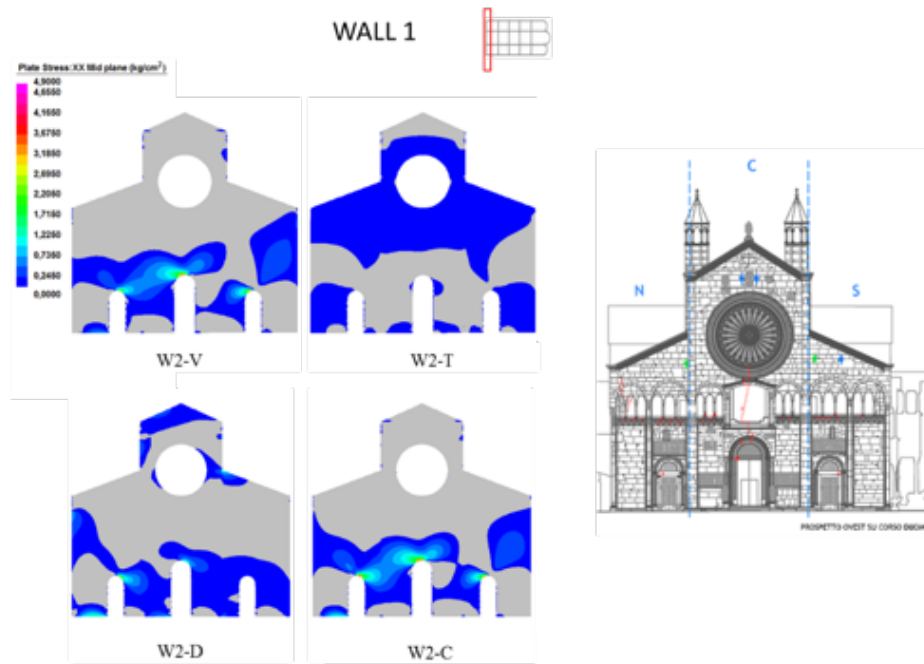 WALL 1
Plate Stress:XX Mid plane (kg/cm²)
4,9000
4,6550
4,1650
3,6750
3,1850
2,6950
2,2050
1,7150
1,2250
0,7350
0,2450
0,0000
W2-V
W2-T
C
N
S
PROSPETTO OVEST SU CORSO
W2-D
W2-C